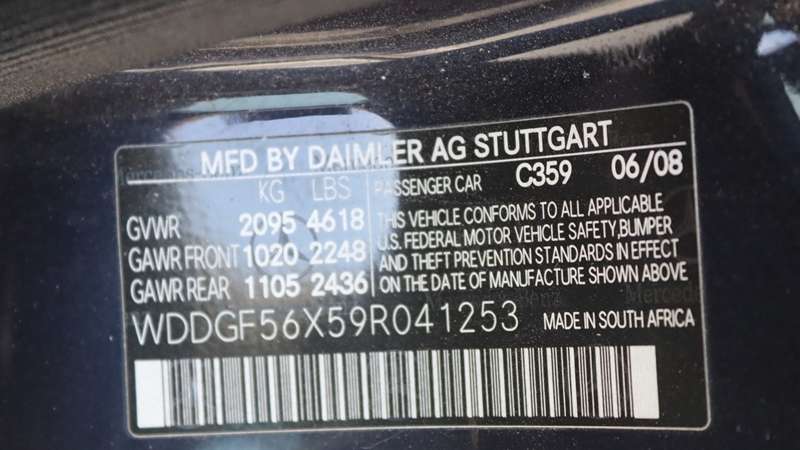 MFD BY DAIMLER AG STUTTGART
KG LBS PASSENGER CAR C359 06/08
GVWR 2095 4618
GAWR FRONT 1020 2248
GAWR REAR 1105 2436
THIS VEHICLE CONFORMS TO ALL APPLICABLE
U.S. FEDERAL MOTOR VEHICLE SAFETY, BUMPER
AND THEFT PREVENTION STANDARDS IN EFFECT
ON THE DATE OF MANUFACTURE SHOWN ABOVE
WDDGF56X59R041253 MADE IN SOUTH AFRICA